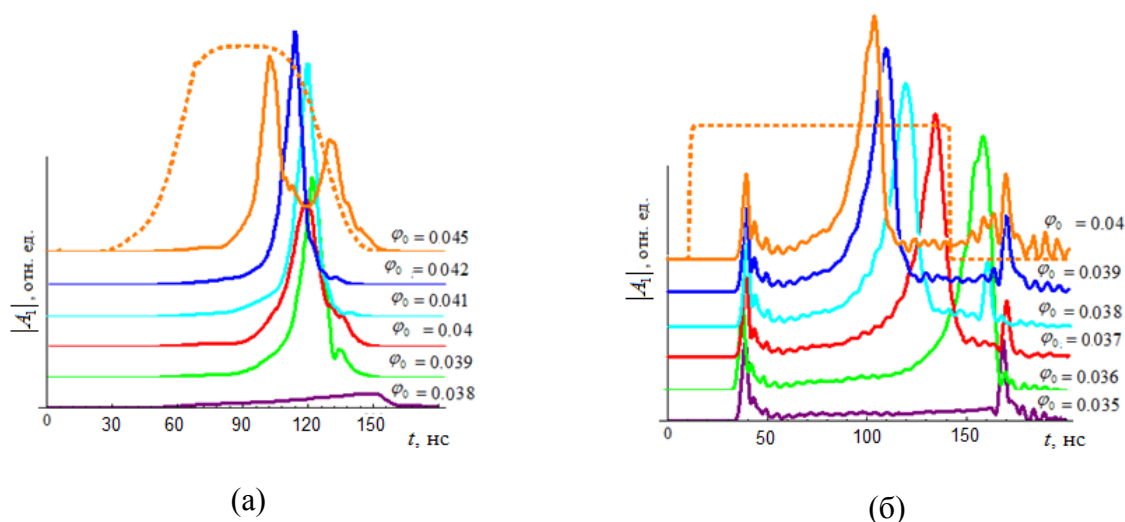 |A₁|, отн. ед.
φ₀ = 0.045
φ₀ = 0.042
φ₀ = 0.041
φ₀ = 0.04
φ₀ = 0.039
φ₀ = 0.038
0 30 60 90 120 150
t, нс
(а)
|A₁|, отн. ед.
φ₀ = 0.04
φ₀ = 0.039
φ₀ = 0.038
φ₀ = 0.037
φ₀ = 0.036
φ₀ = 0.035
0 50 100 150
t, нс
(б)